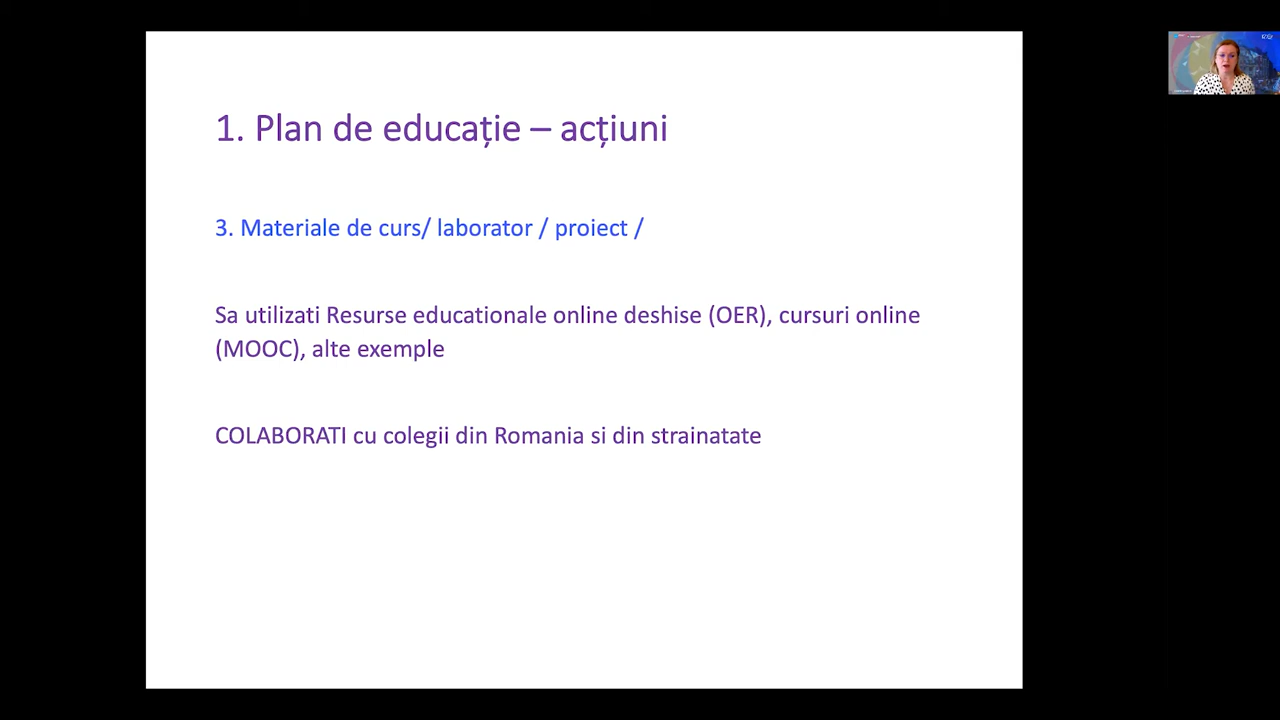 1. Plan de educație – acțiuni
3. Materiale de curs/ laborator / proiect /
Sa utilizati Resurse educationale online deshise (OER), cursuri online
(MOOC), alte exemple
COLABORATI cu colegii din Romania si din strainatate